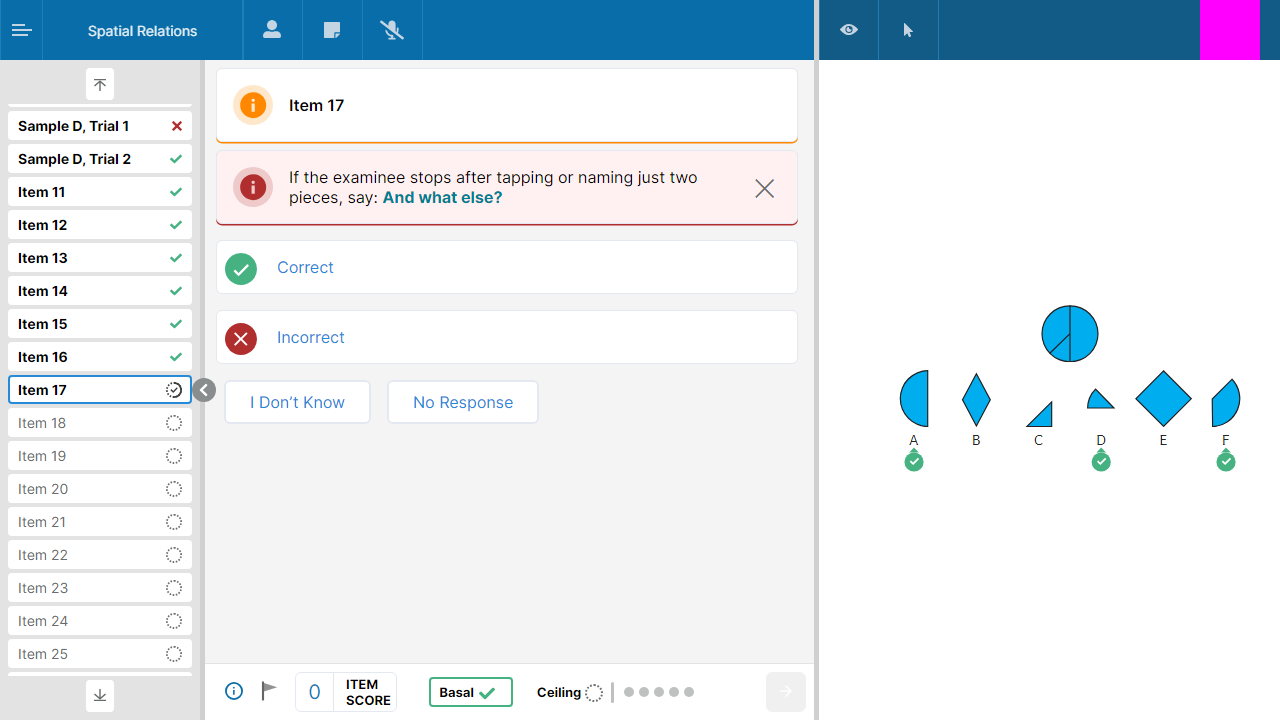 Spatial Relations
Sample D, Trial 1
Sample D, Trial 2
Item 11
Item 12
Item 13
Item 14
Item 15
Item 16
Item 17
Item 18
Item 19
Item 20
Item 21
Item 22
Item 23
Item 24
Item 25
Item 17
If the examinee stops after tapping or naming just two
pieces, say: And what else?
Correct
Incorrect
I Don’t Know
No Response
0
ITEM
SCORE
Basal
Ceiling
A B C D E F